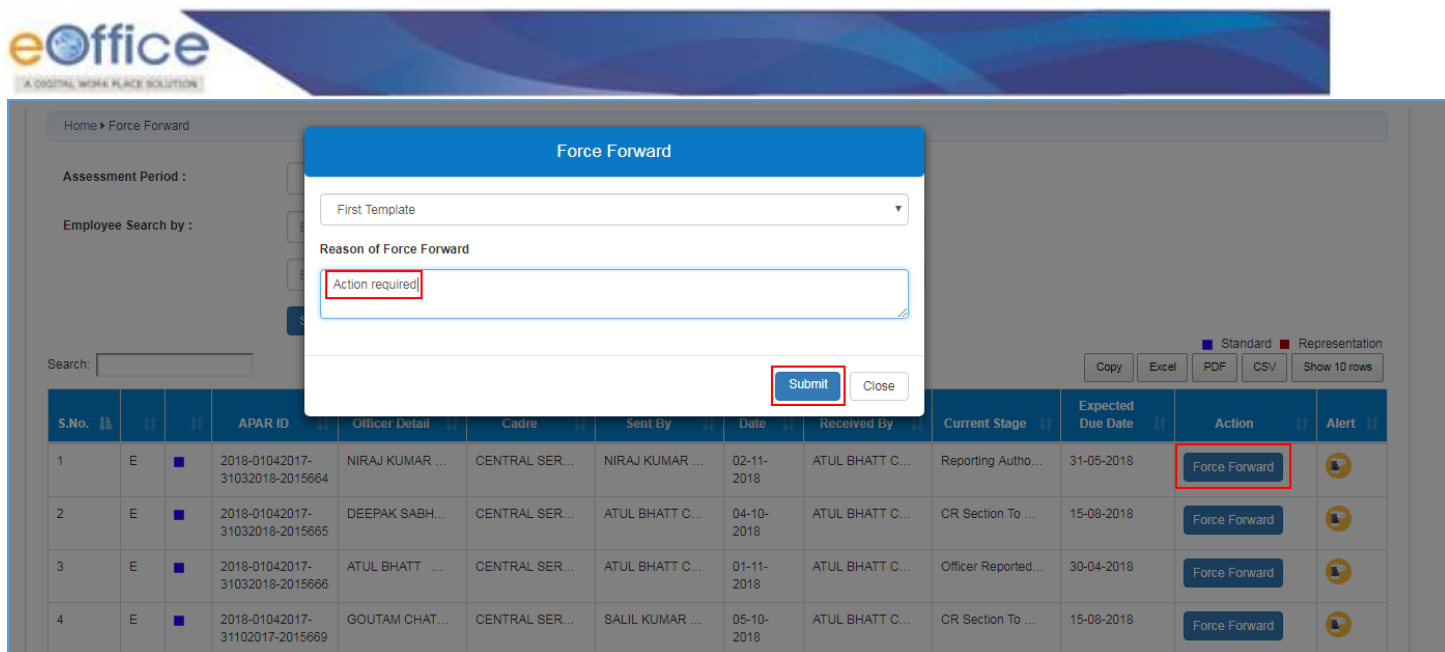 eOffice
A DIGITAL WORK PLACE SOLUTION
Home Force Forward
Force Forward
Assessment Period :
First Template
Employee Search by :
Reason of Force Forward
Action required
Standard Representation
Search:
Copy Excel PDF CSV Show 10 rows
Submit Close
S.No. APAR ID Officer Detail Cadre Sent By Date Received By Current Stage Expected Due Date Action Alert
1 E 2018-01042017- NIRAJ KUMAR ... CENTRAL SER... NIRAJ KUMAR ... 02-11- ATUL BHATT C... Reporting Autho... 31-05-2018 Force Forward
31032018-2015664 2018
2 E 2018-01042017- DEEPAK SABH... CENTRAL SER... ATUL BHATT C... 04-10- ATUL BHATT C... CR Section To ... 15-08-2018 Force Forward
31032018-2015665 2018
3 E 2018-01042017- ATUL BHATT ... CENTRAL SER... ATUL BHATT C... 01-11- ATUL BHATT C... Officer Reported... 30-04-2018 Force Forward
31032018-2015666 2018
4 E 2018-01042017- GOUTAM CHAT... CENTRAL SER... SALIL KUMAR ... 05-10- ATUL BHATT C... CR Section To ... 15-08-2018 Force Forward
31102017-2015669 2018